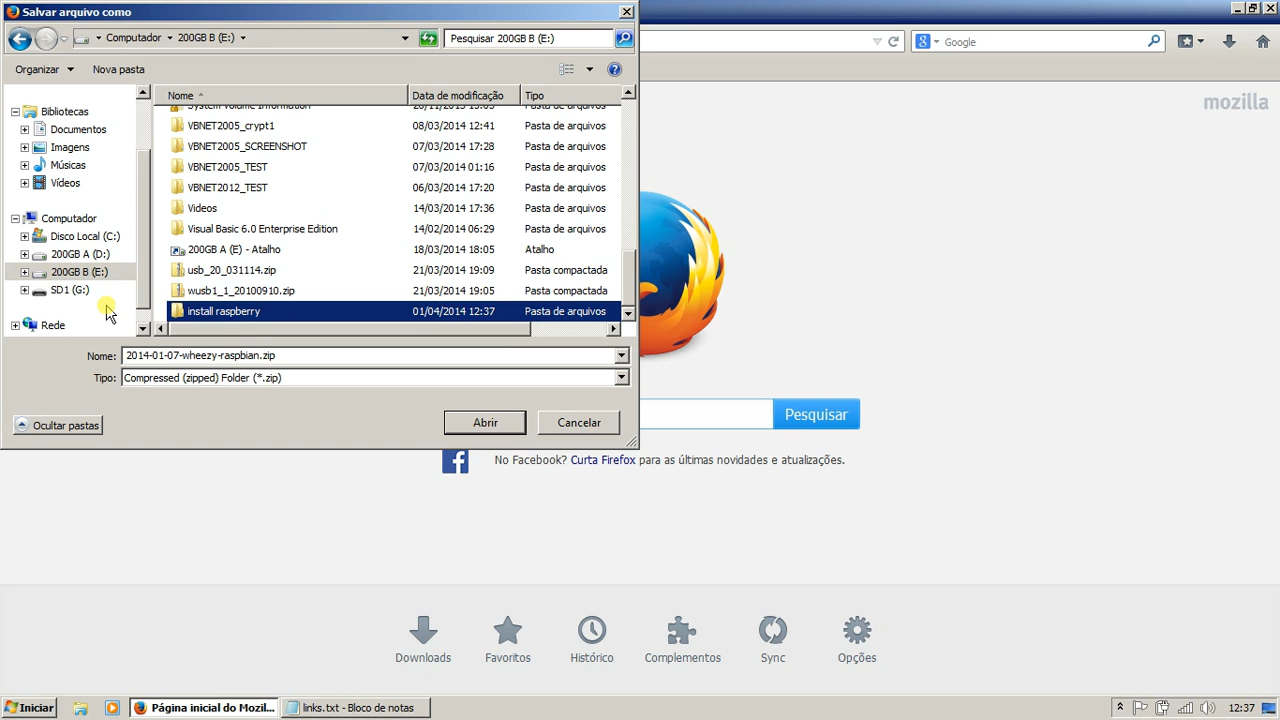 Salvar arquivo como
Computador 200GB B (E:)
Pesquisar 200GB B (E:)
Google
Organizar Nova pasta
mozilla
Nome Data de modificação Tipo
System Volume Information Pasta de arquivos
VBNET2005_crypt1 08/03/2014 12:41 Pasta de arquivos
VBNET2005_SCREENSHOT 07/03/2014 17:28 Pasta de arquivos
VBNET2005_TEST 07/03/2014 01:16 Pasta de arquivos
VBNET2012_TEST 06/03/2014 17:20 Pasta de arquivos
Videos 14/03/2014 17:36 Pasta de arquivos
Visual Basic 6.0 Enterprise Edition 14/02/2014 06:29 Pasta de arquivos
200GB A (E) - Atalho 18/03/2014 18:05 Atalho
usb_20_031114.zip 21/03/2014 19:09 Pasta compactada
wusb1_1_20100910.zip 21/03/2014 19:05 Pasta compactada
install raspberry 01/04/2014 12:37 Pasta de arquivos
Bibliotecas
Documentos
Imagens
Músicas
Vídeos
Computador
Disco Local (C:)
200GB A (D:)
200GB B (E:)
SD1 (G:)
Rede
Nome: 2014-01-07-wheezy-raspbian.zip
Tipo: Compressed (zipped) Folder (*.zip)
Ocultar pastas
Abrir
Cancelar
Pesquisar
No Facebook? Curta Firefox para as últimas novidades e atualizações.
Downloads
Favoritos
Histórico
Complementos
Sync
Opções
Iniciar
Página inicial do Mozil...
links.txt - Bloco de notas
12:37